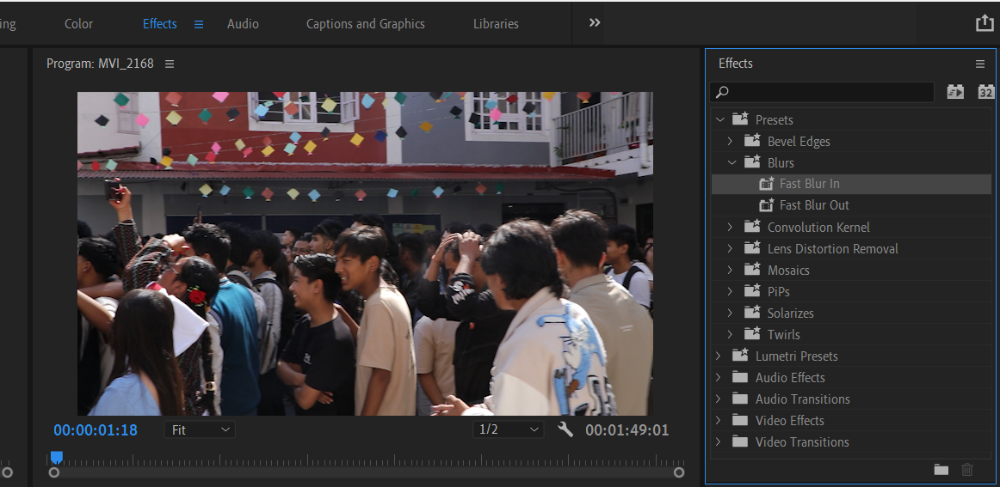 ing Color Effects Audio Captions and Graphics Libraries
Program: MVI_2168
00:00:01:18 Fit 1/2 00:01:49:01
Effects
32
Presets
Bevel Edges
Blurs
Fast Blur In
Fast Blur Out
Convolution Kernel
Lens Distortion Removal
Mosaics
PiPs
Solarizes
Twirls
Lumetri Presets
Audio Effects
Audio Transitions
Video Effects
Video Transitions